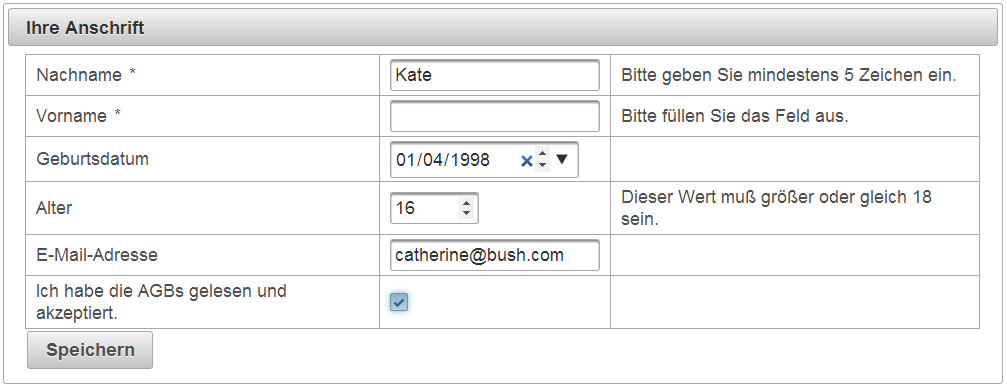 Ihre Anschrift
Nachname * Kate Bitte geben Sie mindestens 5 Zeichen ein.
Vorname * Bitte füllen Sie das Feld aus.
Geburtsdatum 01/04/1998
Alter 16 Dieser Wert muß größer oder gleich 18
sein.
E-Mail-Adresse catherine@bush.com
Ich habe die AGBs gelesen und
akzeptiert.
Speichern